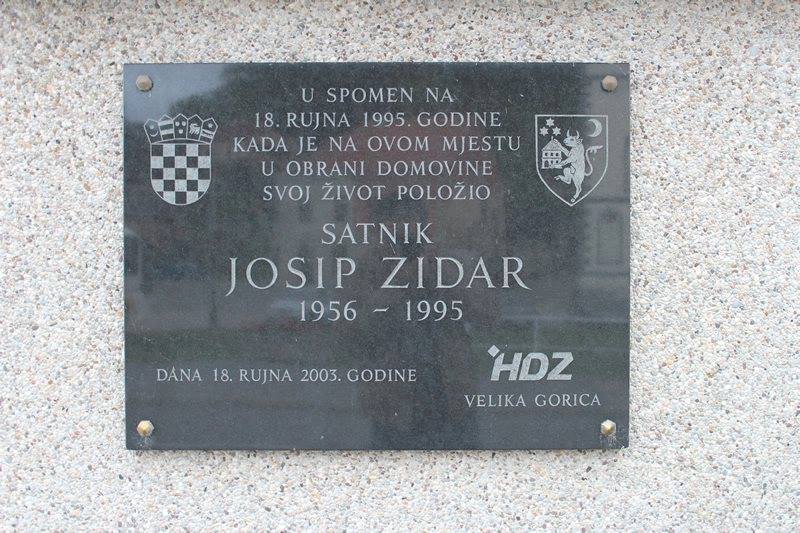 U SPOMEN NA
18. RUJNA 1995. GODINE
KADA JE NA OVOM MJESTU
U OBRANI DOMOVINE
SVOJ ŽIVOT POLOŽIO
SATNIK
JOSIP ZIDAR
1956 – 1995
DANA 18. RUJNA 2003. GODINE
HDZ
VELIKA GORICA